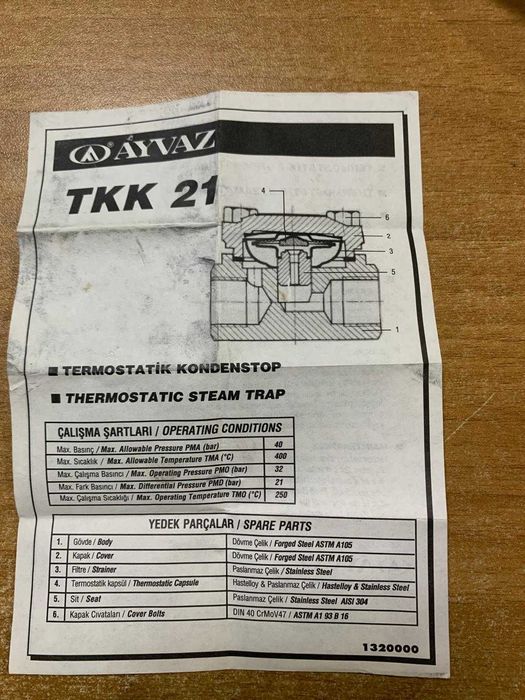 AYVAZ
TKK 21
4
6
2
3
5
1
■ TERMOSTATİK KONDENSTOP
■ THERMOSTATIC STEAM TRAP
ÇALIŞMA ŞARTLARI / OPERATING CONDITIONS
Max. Basınç / Max. Allowable Pressure PMA (bar) 40
Max. Sıcaklık / Max. Allowable Temperature TMA (°C) 400
Max. Çalışma Basıncı / Max. Operating Pressure PMO (bar) 32
Max. Fark Basıncı / Max. Differential Pressure PMD (bar) 21
Max. Çalışma Sıcaklığı / Max. Operating Temperature TMO (°C) 250
YEDEK PARÇALAR / SPARE PARTS
1. Gövde / Body Dövme Çelik / Forged Steel ASTM A105
2. Kapak / Cover Dövme Çelik / Forged Steel ASTM A105
3. Filtre / Strainer Paslanmaz Çelik / Stainless Steel
4. Termostatik kapsül / Thermostatic Capsule Hastelloy & Paslanmaz Çelik / Hastelloy & Stainless Steel
5. Sit / Seat Paslanmaz Çelik / Stainless Steel AISI 304
6. Kapak Cıvataları / Cover Bolts DIN 40 CrMoV47 / ASTM A1 93 B 16
1320000